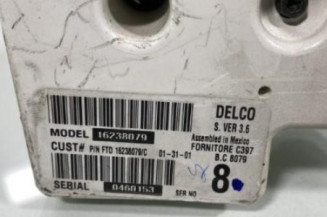 DELCO
S. VER 3.5
MODEL 16238079
Assembled in Mexico
FORNITORE C397
CUST# P/N FTD 16238079/C 01-31-01
B.C 8079
SERIAL 0460153
SER NO
8